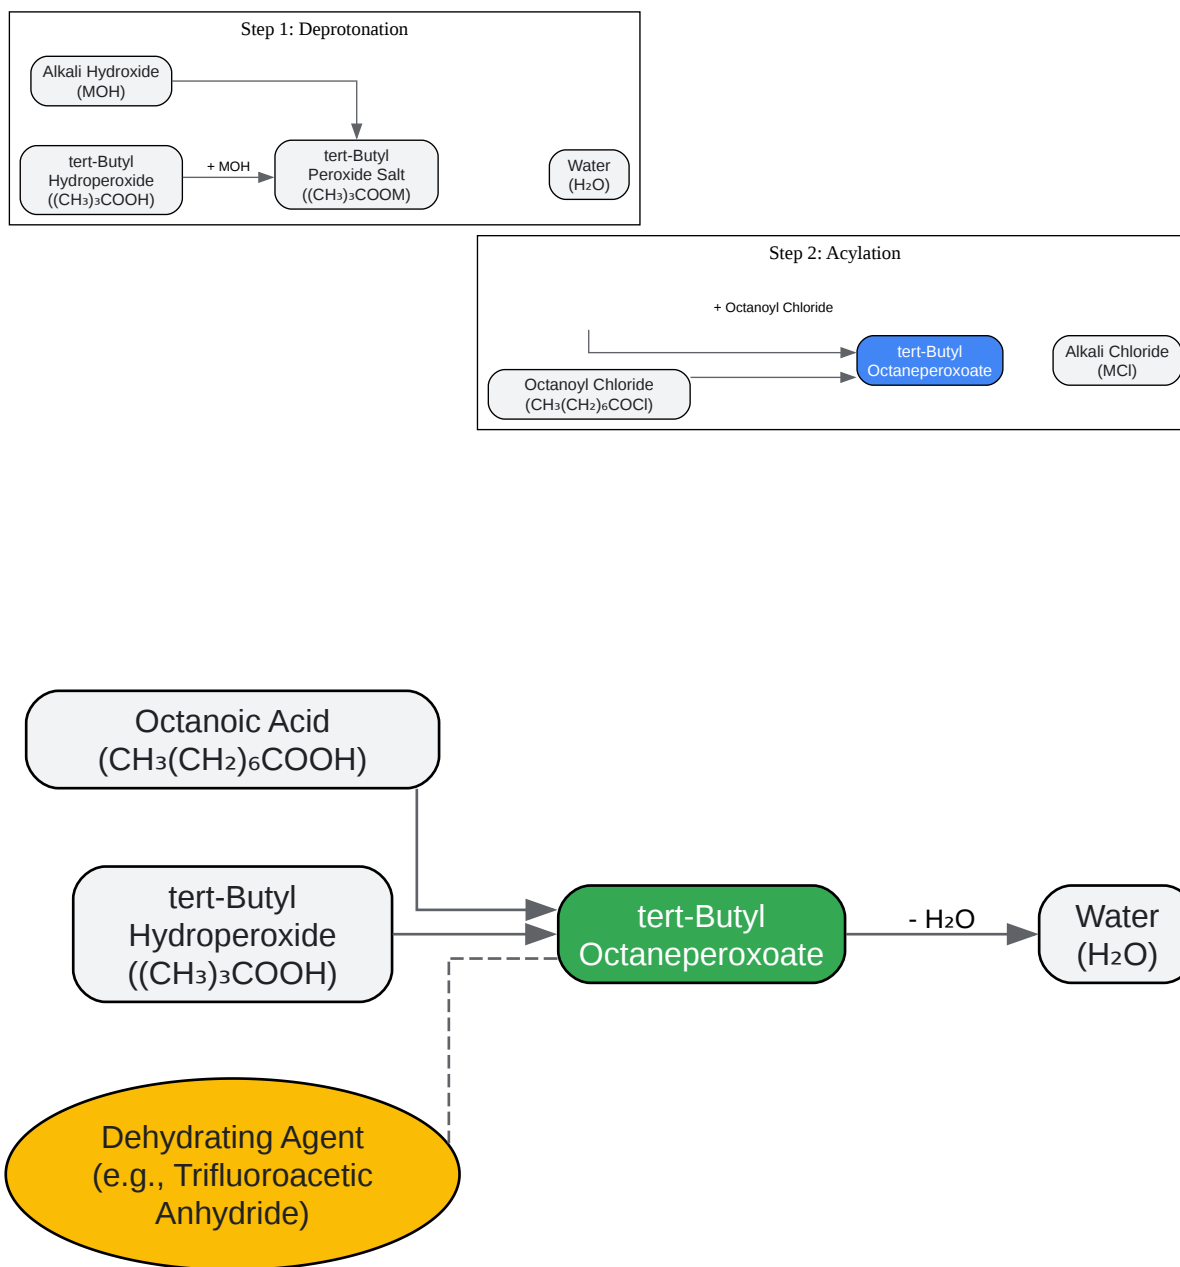 Step 1: Deprotonation
Alkali Hydroxide
(MOH)
tert-Butyl
Hydroperoxide
((CH₃)₃COOH)
+ MOH
tert-Butyl
Peroxide Salt
((CH₃)₃COOM)
Water
(H₂O)
Step 2: Acylation
+ Octanoyl Chloride
Octanoyl Chloride
(CH₃(CH₂)₆COCl)
tert-Butyl
Octaneperoxoate
Alkali Chloride
(MCl)
Octanoic Acid
(CH₃(CH₂)₆COOH)
tert-Butyl
Hydroperoxide
((CH₃)₃COOH)
tert-Butyl
Octaneperoxoate
- H₂O
Water
(H₂O)
Dehydrating Agent
(e.g., Trifluoroacetic
Anhydride)